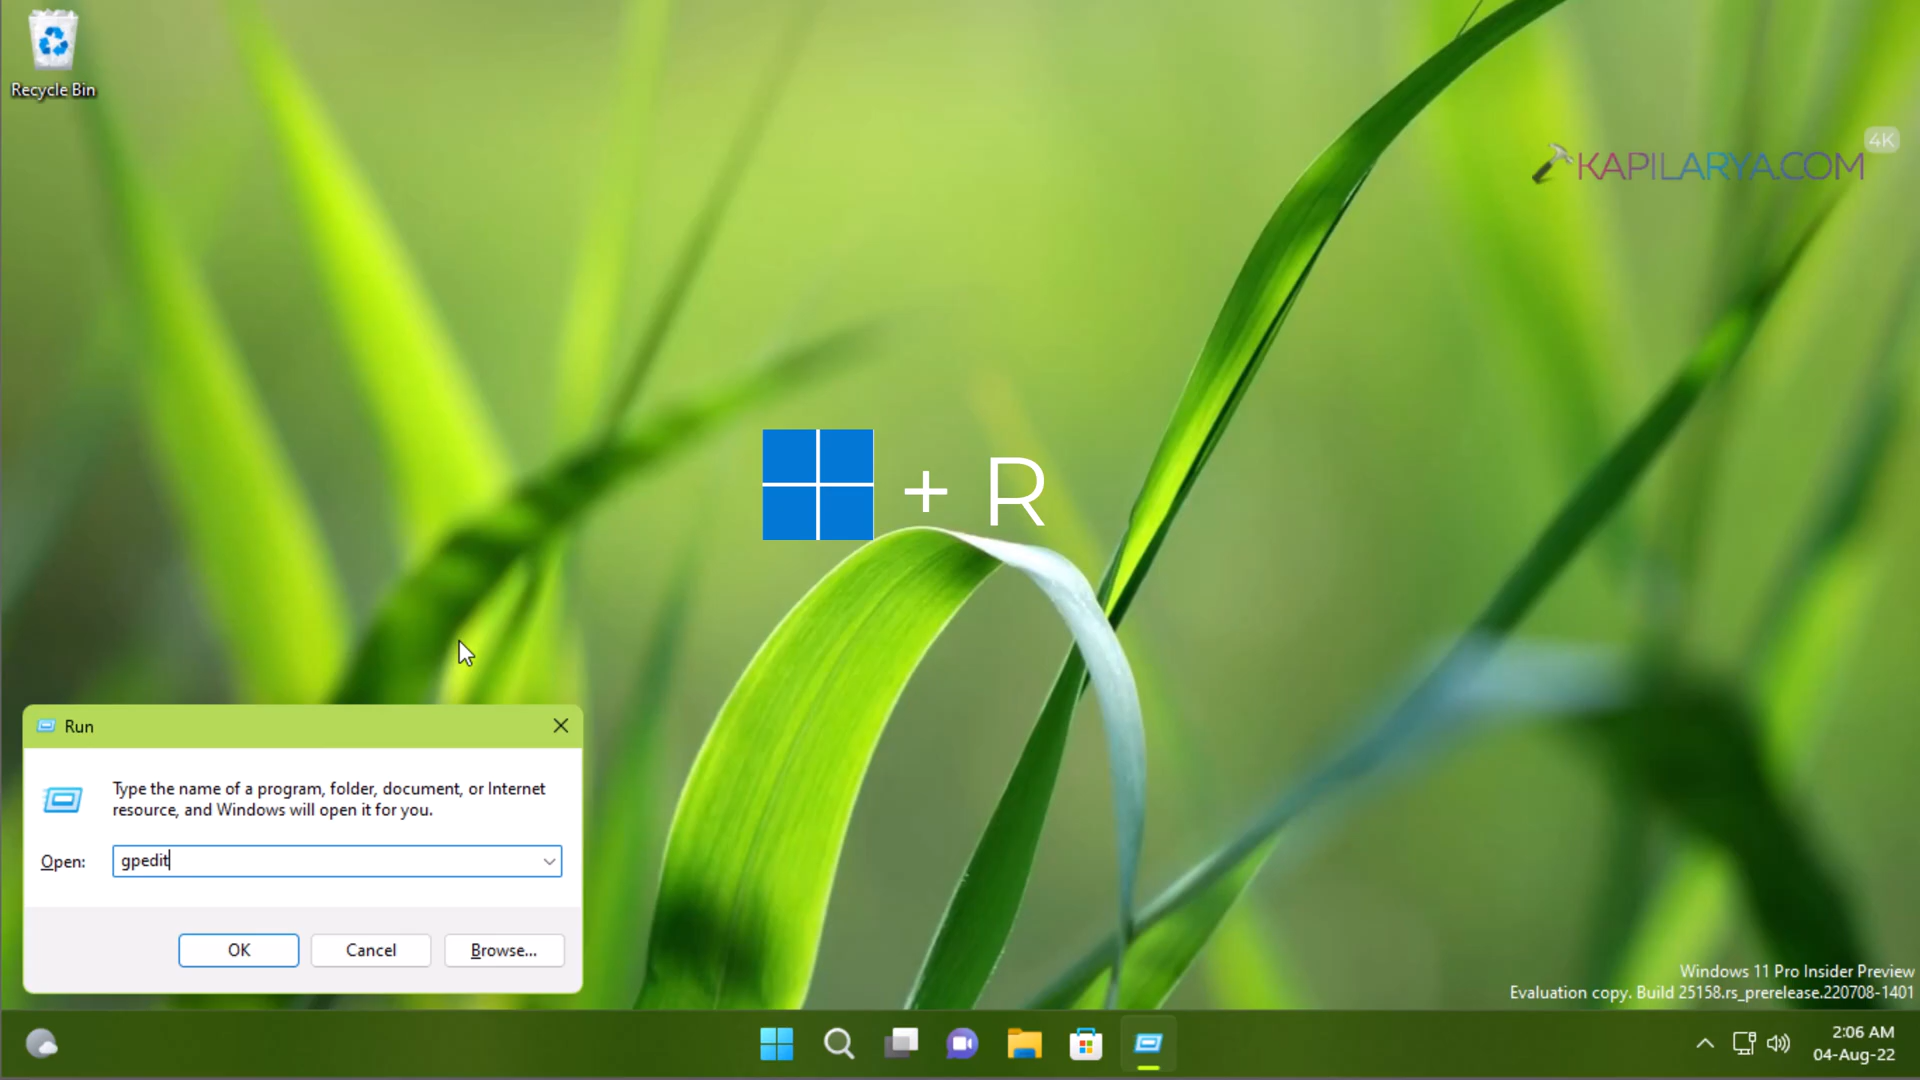 Recycle Bin
4K
KAPILARYA.COM
+ R
Run
Type the name of a program, folder, document, or Internet
resource, and Windows will open it for you.
Open:
gpedit
OK
Cancel
Browse...
Windows 11 Pro Insider Preview
Evaluation copy. Build 25158.rs_prerelease.220708-1401
2:06 AM
04-Aug-22